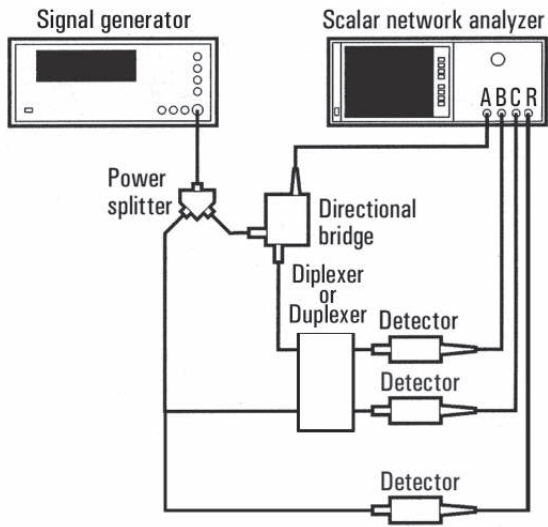 Signal generator
Scalar network analyzer
A B C R
Power
splitter
Directional
bridge
Diplexer
or
Duplexer
Detector
Detector
Detector